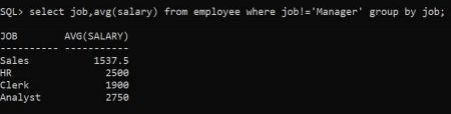 SQL> select job,avg(salary) from employee where job!='Manager' group by job;
JOB        AVG(SALARY)
---------- -----------
Sales           1537.5
HR                2500
Clerk             1900
Analyst           2750